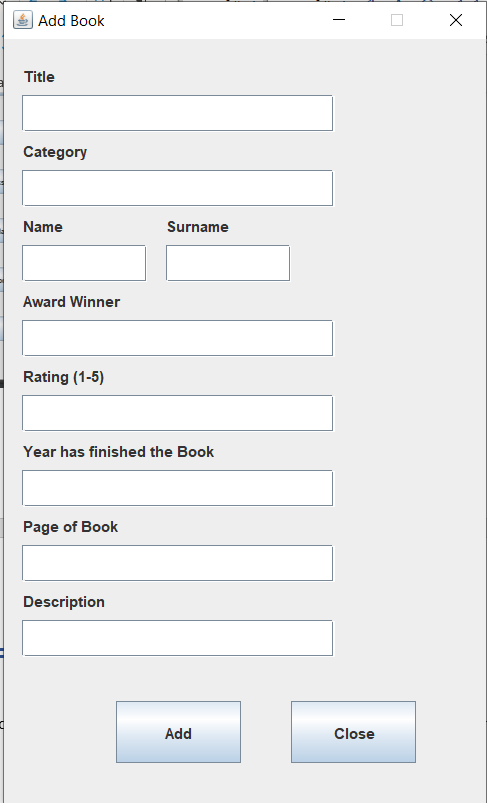 Add Book
Title
Category
Name Surname
Award Winner
Rating (1-5)
Year has finished the Book
Page of Book
Description
Add Close